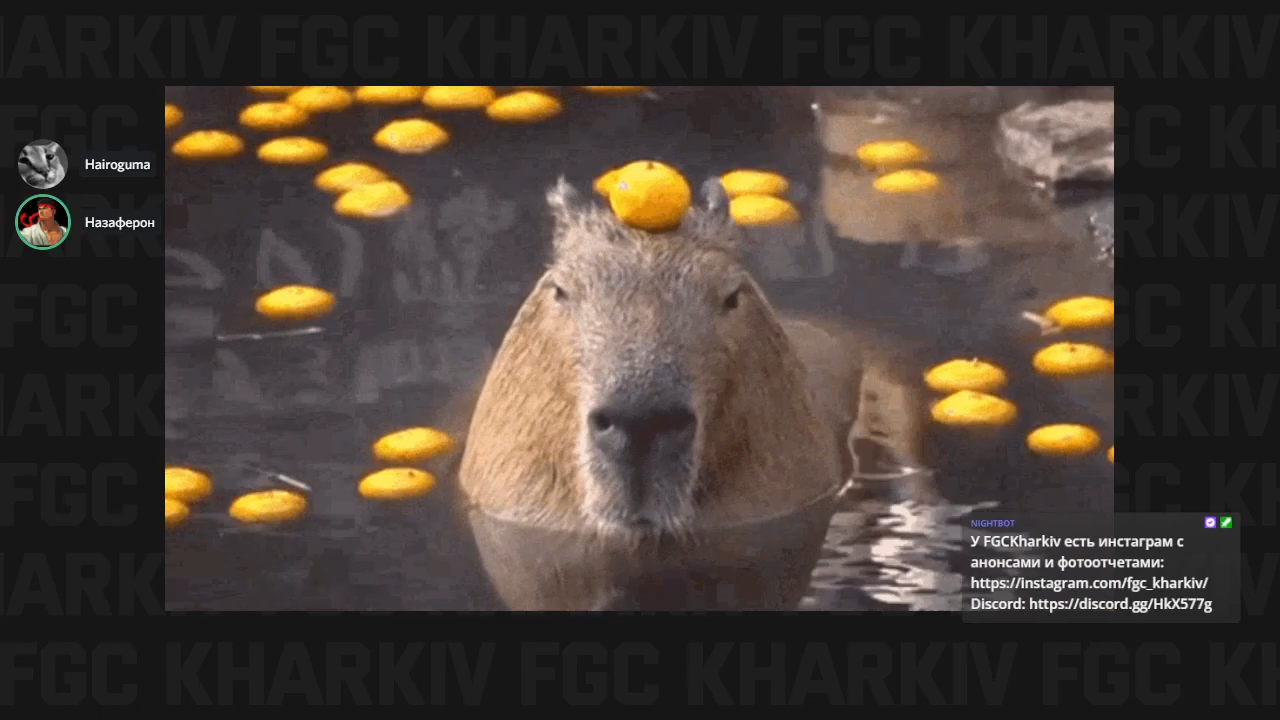 KHARKIV FGC KHARKIV FGC KHARKIV
FGC
Hairoguma
Назаферон
NIGHTBOT
У FGCKharkiv есть инстаграм с
анонсами и фотоотчетами:
https://instagram.com/fgc_kharkiv/
Discord: https://discord.gg/HkX577g
FGC KHARKIV FGC KHARKIV FGC